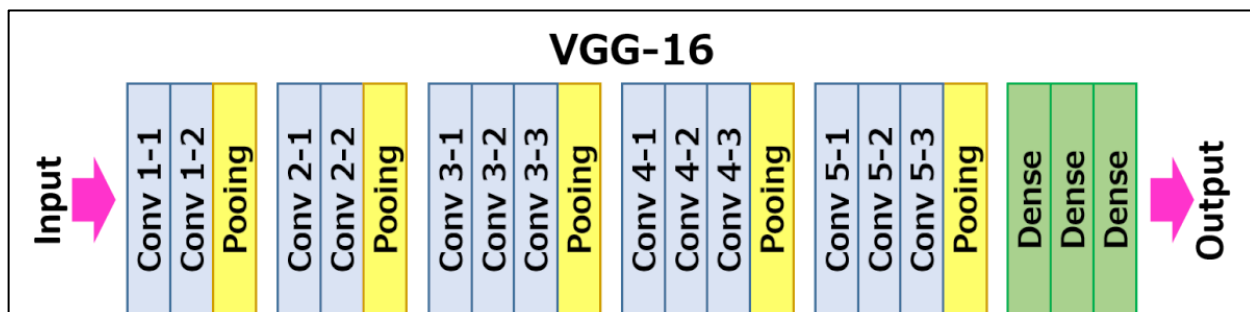 VGG-16
Input
Conv 1-1
Conv 1-2
Pooing
Conv 2-1
Conv 2-2
Pooing
Conv 3-1
Conv 3-2
Conv 3-3
Pooing
Conv 4-1
Conv 4-2
Conv 4-3
Pooing
Conv 5-1
Conv 5-2
Conv 5-3
Pooing
Dense
Dense
Dense
Output